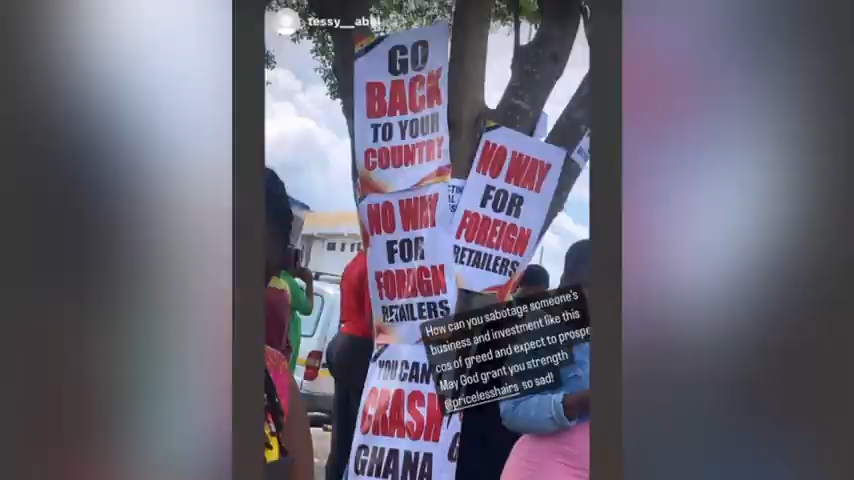 tessy__abel
GO
BACK
TO YOUR
COUNTRY
NO WAY
FOR
FOREIGN
RETAILERS
NO WAY
FOR
FOREIGN
RETAILERS
How can you sabotage someone's
business and investment like this
cos of greed and expect to prospe
May God grant you strength
@pricelesshairs so sad!
YOU CAN
CRASH
GHANA